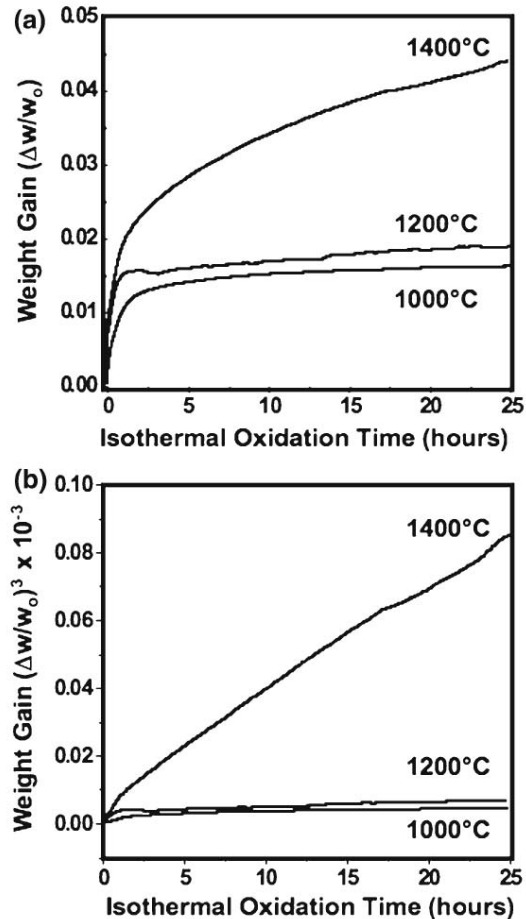 (a)
0.05
0.04
0.03
0.02
0.01
0.00
Weight Gain (Δw/wₒ)
1400°C
1200°C
1000°C
0 5 10 15 20 25
Isothermal Oxidation Time (hours)
(b)
0.10
0.08
0.06
0.04
0.02
0.00
Weight Gain (Δw/wₒ)³ x 10⁻³
1400°C
1200°C
1000°C
0 5 10 15 20 25
Isothermal Oxidation Time (hours)